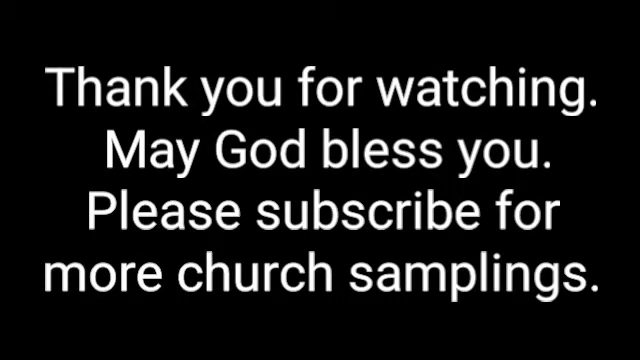 Thank you for watching.
May God bless you.
Please subscribe for
more church samplings.